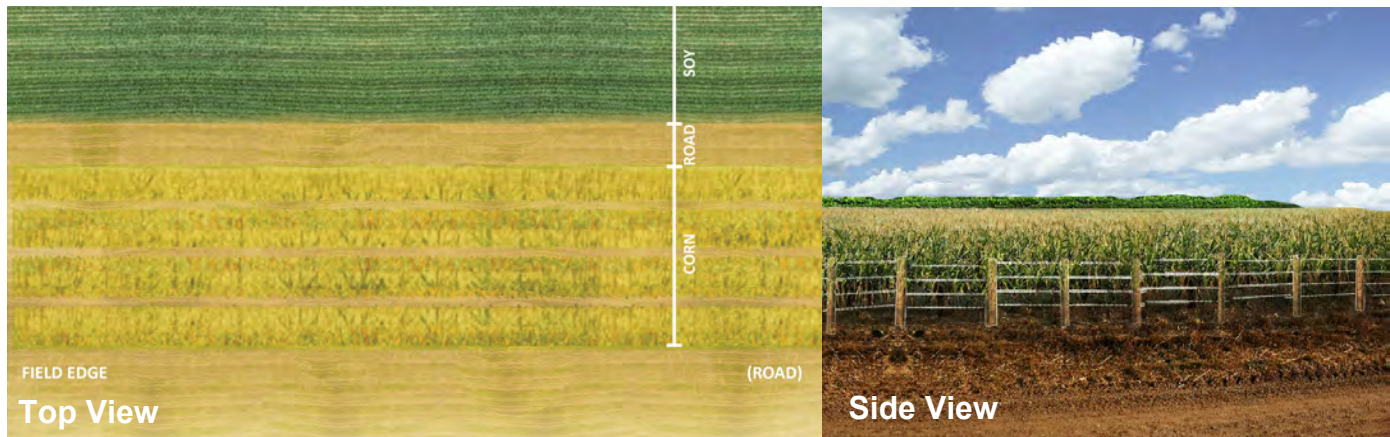 SOY
ROAD
CORN
FIELD EDGE
(ROAD)
Top View
Side View